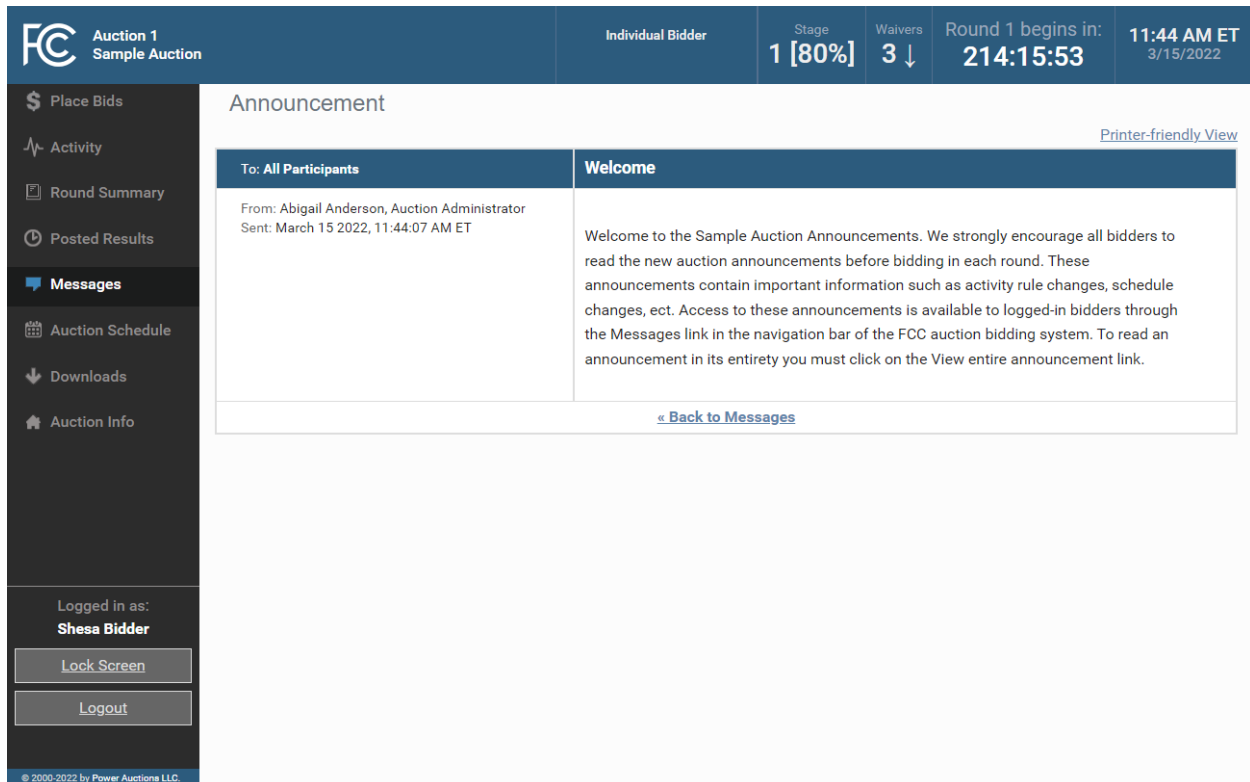 FCC
Auction 1
Sample Auction
Individual Bidder
Stage
1 [80%]
Waivers
3 ↓
Round 1 begins in:
214:15:53
11:44 AM ET
3/15/2022
$ Place Bids
Activity
Round Summary
Posted Results
Messages
Auction Schedule
Downloads
Auction Info
Announcement
Printer-friendly View
To: All Participants
Welcome
From: Abigail Anderson, Auction Administrator
Sent: March 15 2022, 11:44:07 AM ET
Welcome to the Sample Auction Announcements. We strongly encourage all bidders to
read the new auction announcements before bidding in each round. These
announcements contain important information such as activity rule changes, schedule
changes, ect. Access to these announcements is available to logged-in bidders through
the Messages link in the navigation bar of the FCC auction bidding system. To read an
announcement in its entirety you must click on the View entire announcement link.
« Back to Messages
Logged in as:
Shesa Bidder
Lock Screen
Logout
© 2000-2022 by Power Auctions LLC.